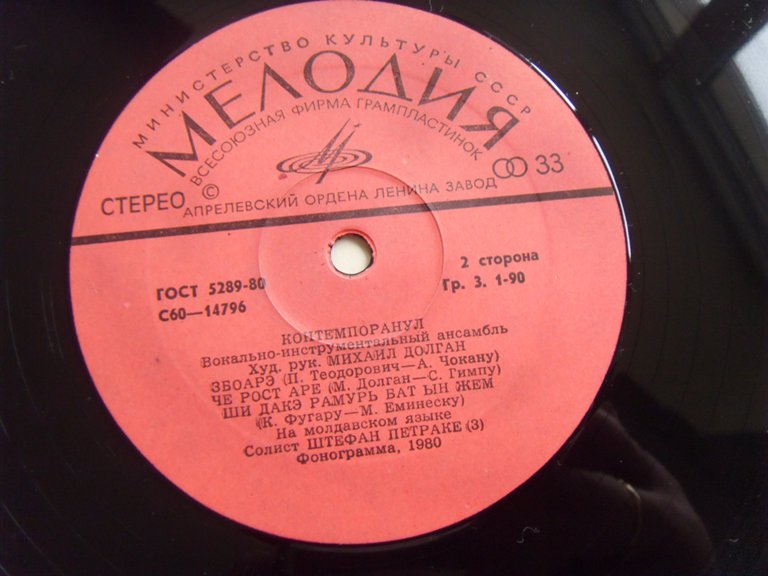 МИНИСТЕРСТВО КУЛЬТУРЫ СССР
МЕЛОДИЯ
ВСЕСОЮЗНАЯ ФИРМА ГРАМПЛАСТИНОК
СТЕРЕО © 33
АПРЕЛЕВСКИЙ ОРДЕНА ЛЕНИНА ЗАВОД
ГОСТ 5289-80
С60—14796
2 сторона
Гр. 3. 1-90
КОНТЕМПОРАНУЛ
Вокально-инструментальный ансамбль
Худ. рук. МИХАИЛ ДОЛГАН
ЗБОАРЭ (П. Теодорович—А. Чокану)
ЧЕ РОСТ АРЕ (М. Долган—С. Гимпу)
ШИ ДАКЭ РАМУРЬ БАТ ЫН ЖЕМ
(К. Фугару—М. Еминеску)
На молдавском языке
Солист ШТЕФАН ПЕТРАКЕ (3)
Фонограмма, 1980